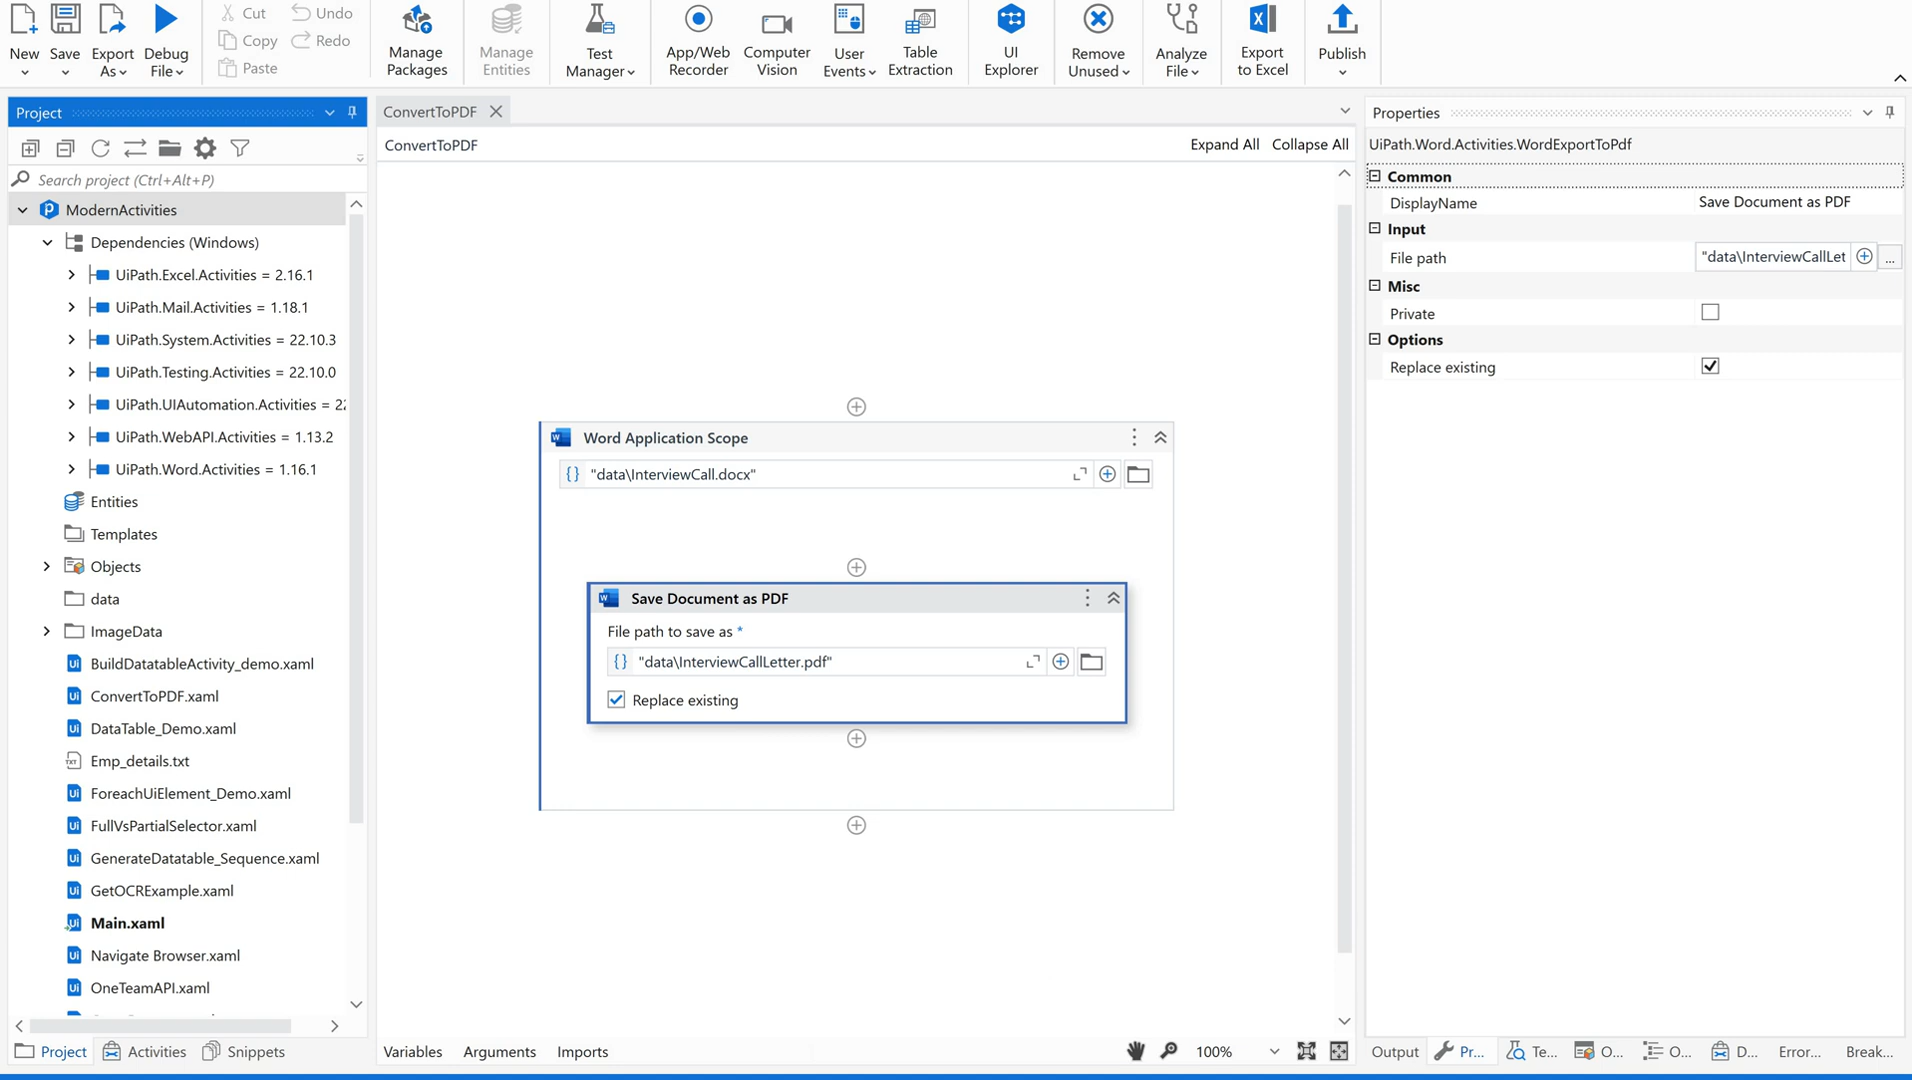 New
Save
Export
As
Debug
File
Cut
Copy
Paste
Undo
Redo
Manage
Packages
Manage
Entities
Test
Manager
App/Web
Recorder
Computer
Vision
User
Events
Table
Extraction
UI
Explorer
Remove
Unused
Analyze
File
Export
to Excel
Publish
Project
Search project (Ctrl+Alt+P)
ModernActivities
Dependencies (Windows)
UiPath.Excel.Activities = 2.16.1
UiPath.Mail.Activities = 1.18.1
UiPath.System.Activities = 22.10.3
UiPath.Testing.Activities = 22.10.0
UiPath.UIAutomation.Activities = 22
UiPath.WebAPI.Activities = 1.13.2
UiPath.Word.Activities = 1.16.1
Entities
Templates
Objects
data
ImageData
BuildDatatableActivity_demo.xaml
ConvertToPDF.xaml
DataTable_Demo.xaml
Emp_details.txt
ForeachUiElement_Demo.xaml
FullVsPartialSelector.xaml
GenerateDatatable_Sequence.xaml
GetOCRExample.xaml
Main.xaml
Navigate Browser.xaml
OneTeamAPI.xaml
Project
Activities
Snippets
ConvertToPDF
ConvertToPDF
Expand All
Collapse All
Word Application Scope
"data\InterviewCall.docx"
Save Document as PDF
File path to save as *
"data\InterviewCallLetter.pdf"
Replace existing
Variables
Arguments
Imports
100%
Properties
UiPath.Word.Activities.WordExportToPdf
Common
DisplayName
Save Document as PDF
Input
File path
"data\InterviewCallLet
...
Misc
Private
Options
Replace existing
Output
Pr...
Te...
O...
O...
D...
Error...
Break...